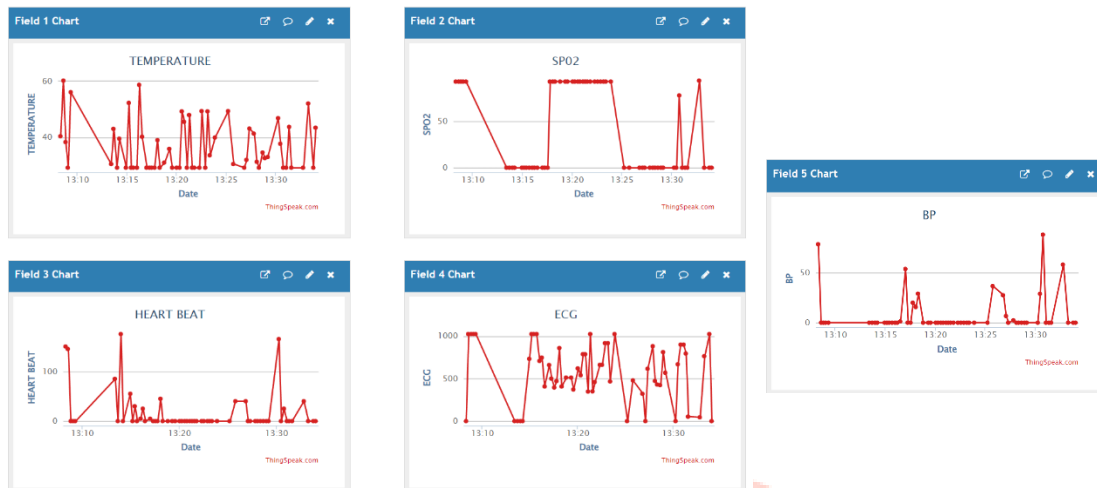 Field 1 Chart
TEMPERATURE
TEMPERATURE
60
40
13:10 13:15 13:20 13:25 13:30
Date
ThingSpeak.com
Field 2 Chart
SPO2
SPO2
50
0
13:10 13:15 13:20 13:25 13:30
Date
ThingSpeak.com
Field 3 Chart
HEART BEAT
HEART BEAT
100
0
13:10 13:20 13:30
Date
ThingSpeak.com
Field 4 Chart
ECG
ECG
1000
500
0
13:10 13:20 13:30
Date
ThingSpeak.com
Field 5 Chart
BP
BP
50
0
13:10 13:15 13:20 13:25 13:30
Date
ThingSpeak.com